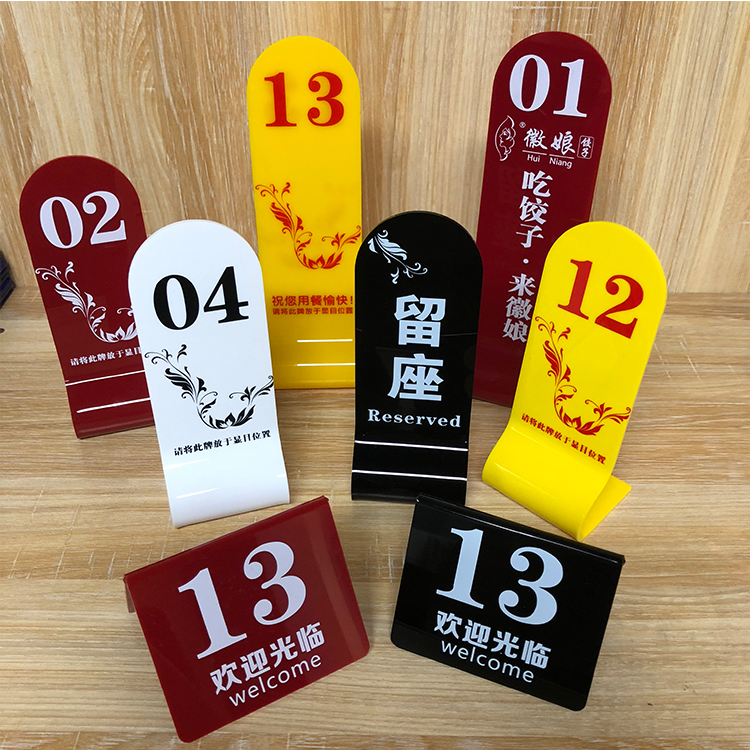 02
请将此牌放于显目位置
04
请将此牌放于显目位置
13
祝您用餐愉快!
请将此牌放于显目位置
留座
Reserved
01
徽娘®
饺子
Hui Niang
吃饺子·来徽娘
12
请将此牌放于显目位置
13
欢迎光临
welcome
13
欢迎光临
welcome